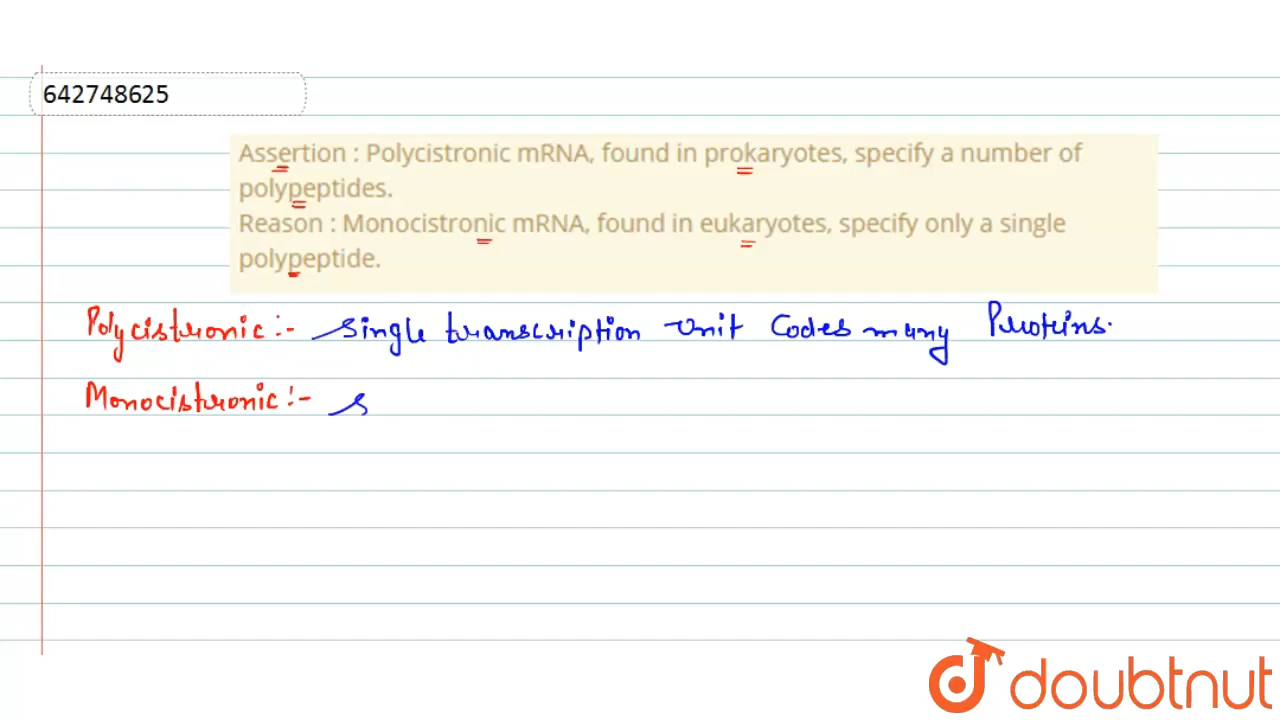 642748625
Assertion : Polycistronic mRNA, found in prokaryotes, specify a number of
polypeptides.
Reason : Monocistronic mRNA, found in eukaryotes, specify only a single
polypeptide.
Polycistronic :- single transcription unit codes many Proteins.
Monocistronic :- s
doubtnut